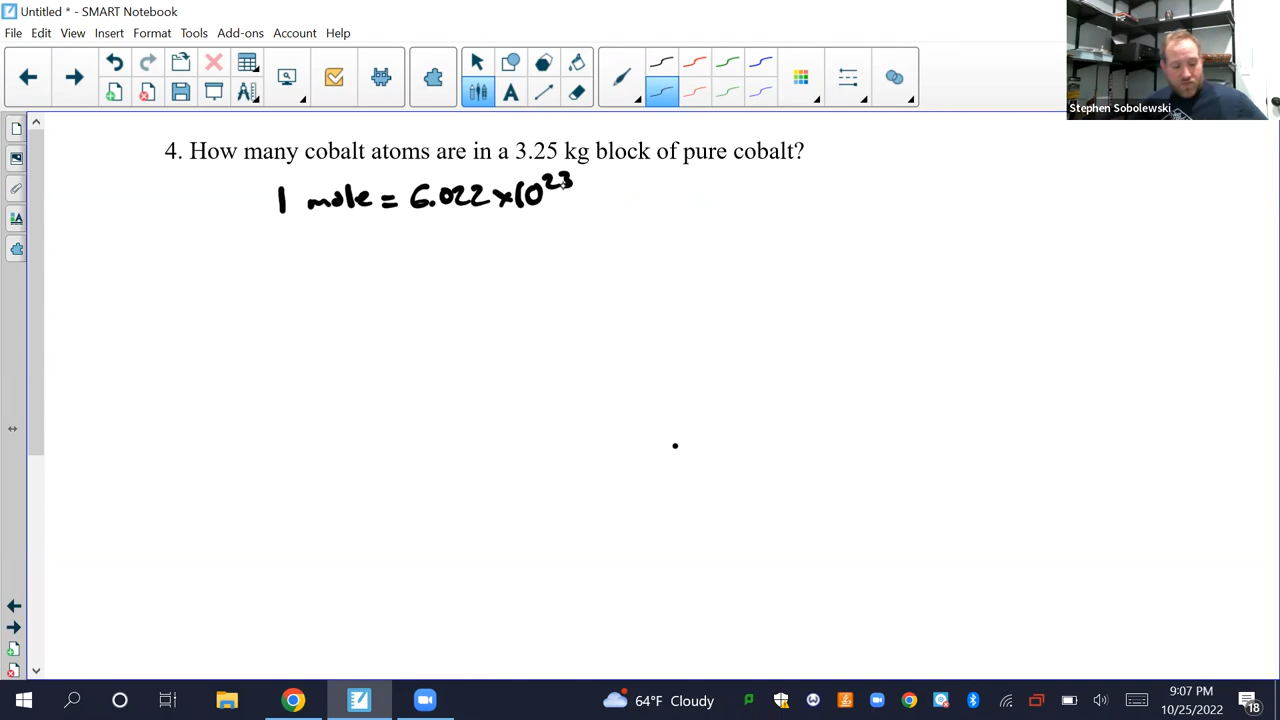 Untitled * - SMART Notebook
File Edit View Insert Format Tools Add-ons Account Help
Stephen Sobolewski
4. How many cobalt atoms are in a 3.25 kg block of pure cobalt?
1 mole = 6.022x10^23
64°F Cloudy
9:07 PM
10/25/2022
18